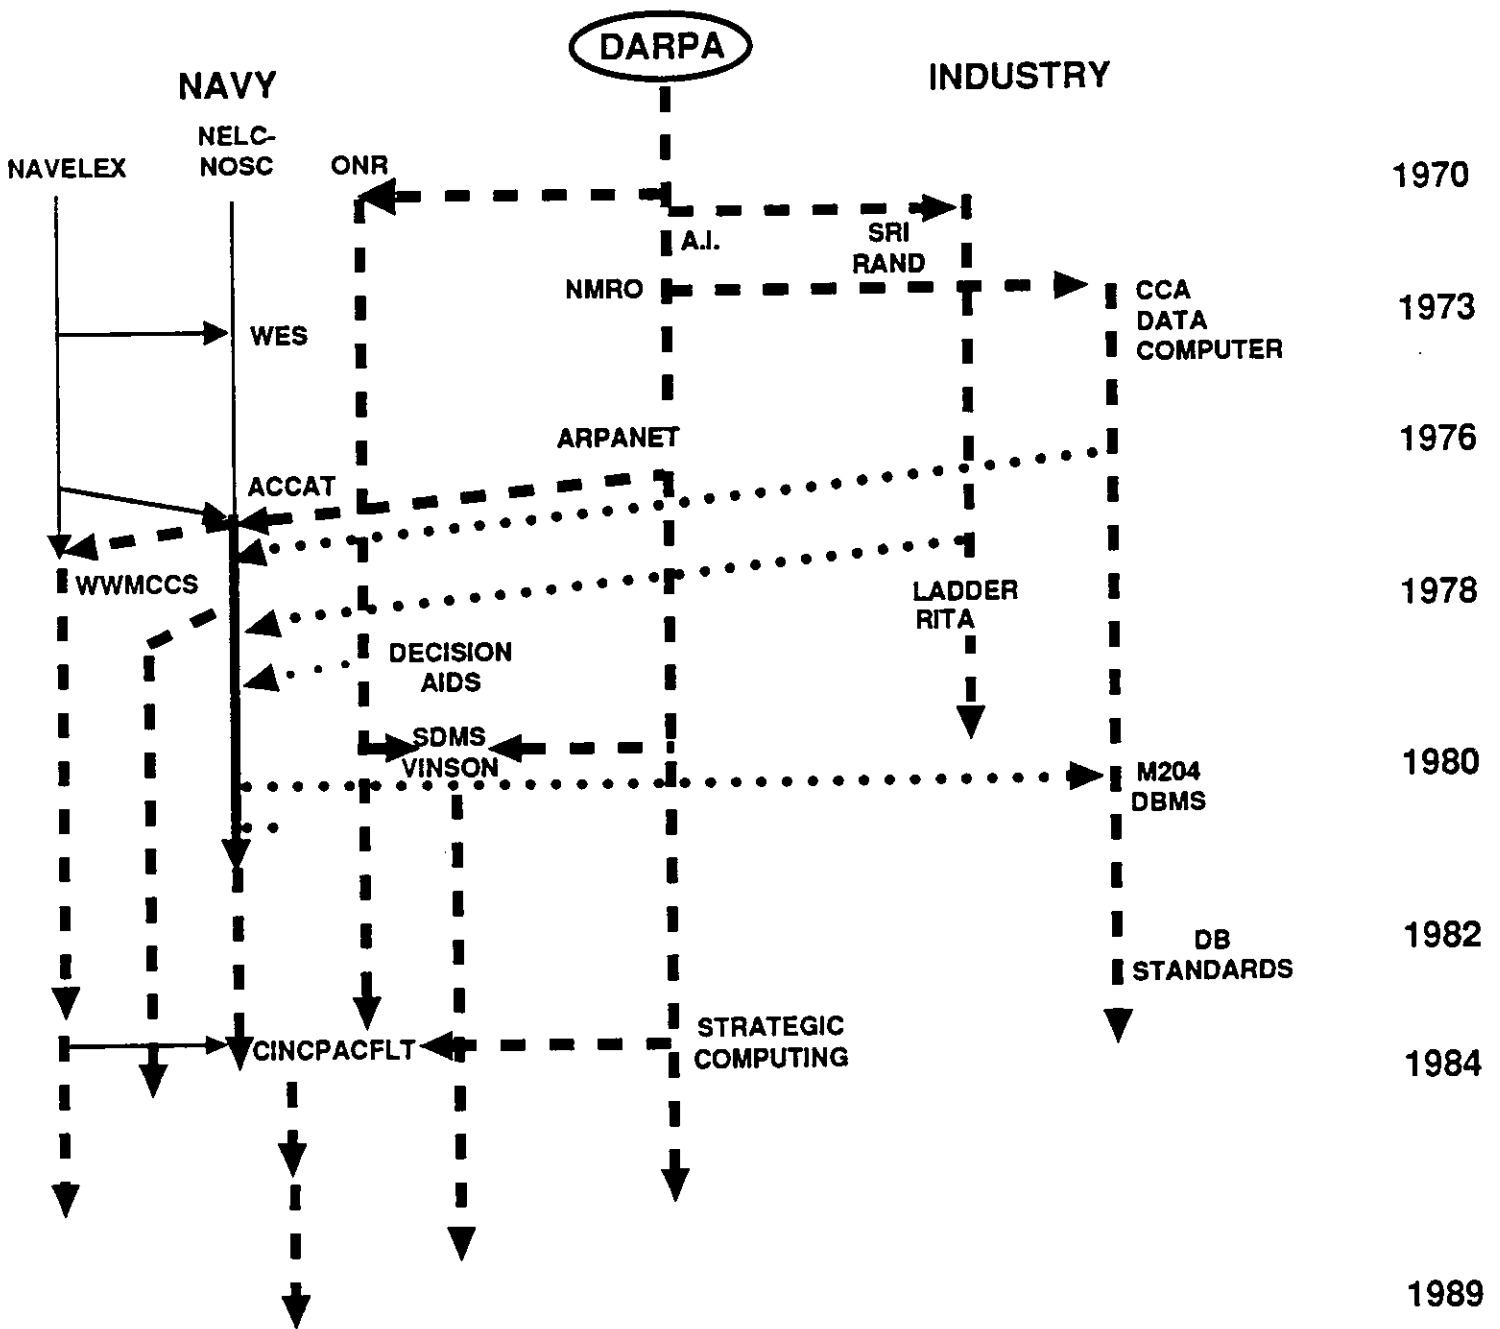 DARPA
NAVY
INDUSTRY
NELC-
NOSC
NAVELEX
ONR
1970
A.I.
SRI
RAND
NMRO
CCA
DATA
COMPUTER
1973
WES
ARPANET
1976
ACCAT
WWMCCS
LADDER
RITA
1978
DECISION
AIDS
SDMS
VINSON
M204
DBMS
1980
DB
STANDARDS
1982
CINCPACFLT
STRATEGIC
COMPUTING
1984
1989